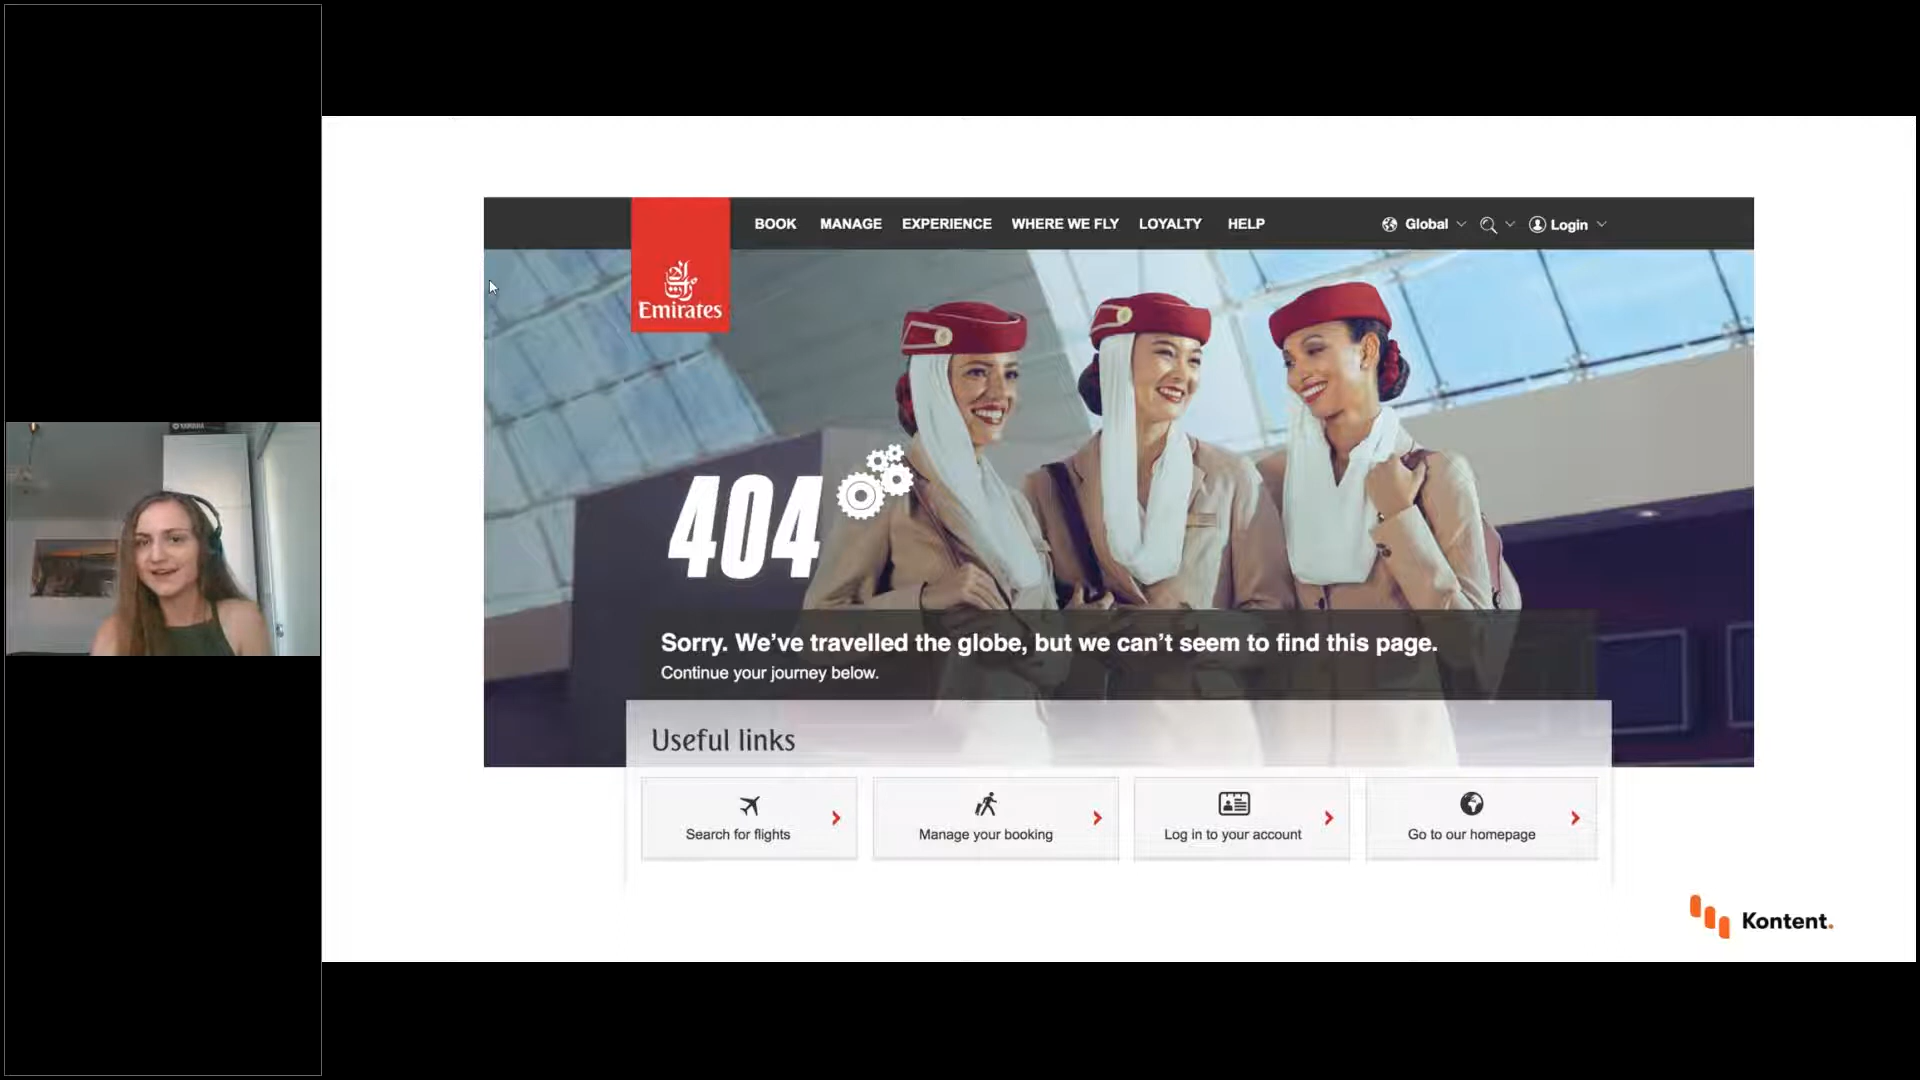 BOOK MANAGE EXPERIENCE WHERE WE FLY LOYALTY HELP Global Login
Emirates
404
Sorry. We've travelled the globe, but we can't seem to find this page.
Continue your journey below.
Useful links
Search for flights
Manage your booking
Log in to your account
Go to our homepage
Kontent.